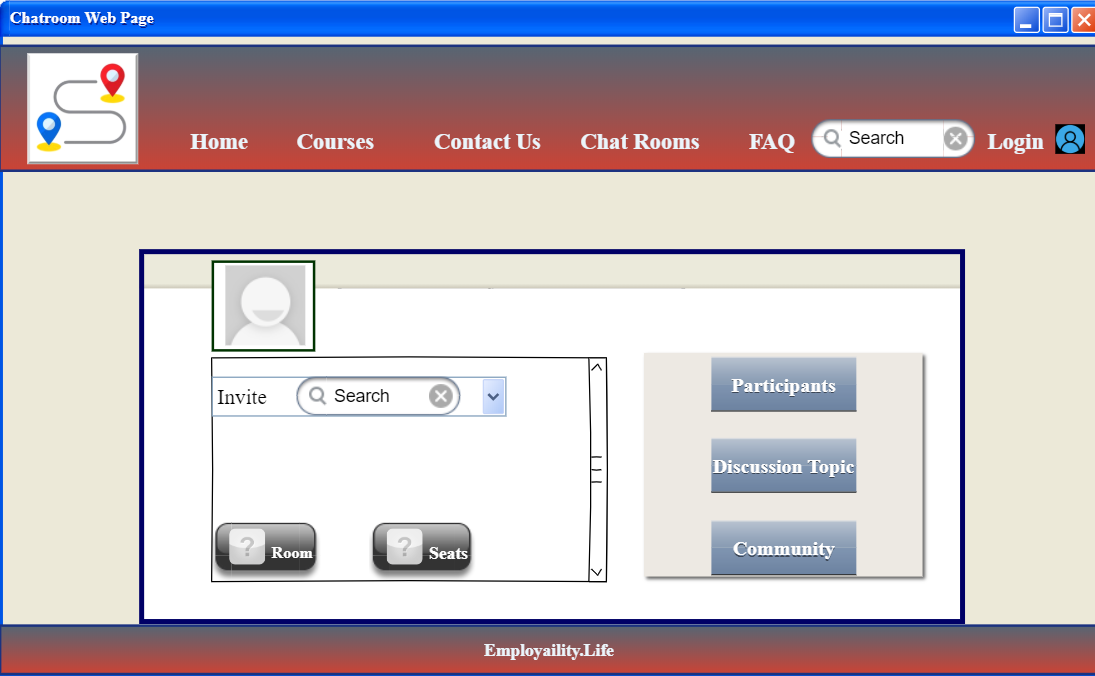 Chatroom Web Page
Home Courses Contact Us Chat Rooms FAQ Search Login
Invite Search
Participants
Discussion Topic
Community
? Room ? Seats
Employaility.Life